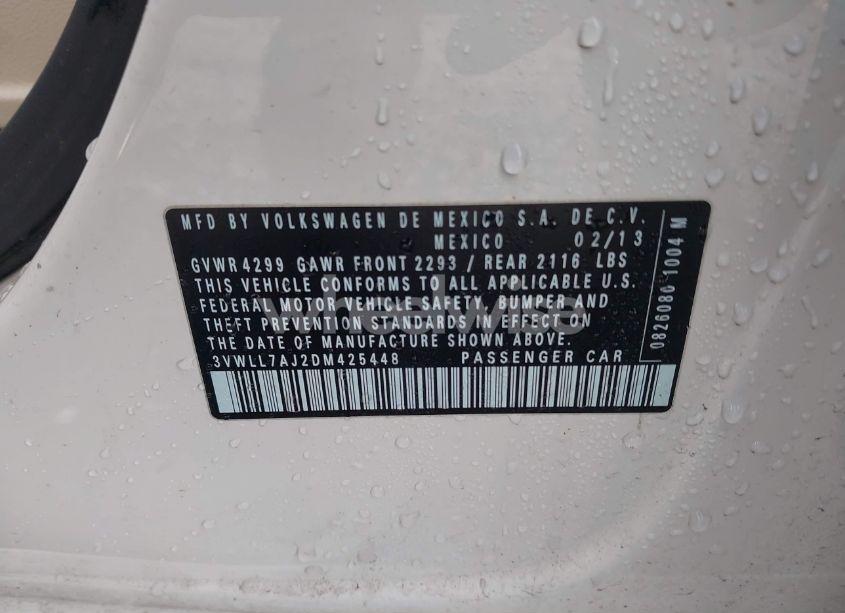 MFD BY VOLKSWAGEN DE MEXICO S.A. DE C.V.
MEXICO 02/13
GVWR 4299 GAWR FRONT 2293 / REAR 2116 LBS
THIS VEHICLE CONFORMS TO ALL APPLICABLE U.S.
FEDERAL MOTOR VEHICLE SAFETY, BUMPER AND
THEFT PREVENTION STANDARDS IN EFFECT ON
THE DATE OF MANUFACTURE SHOWN ABOVE.
3VWLL7AJ2DM425448 PASSENGER CAR
0826080 1004 M